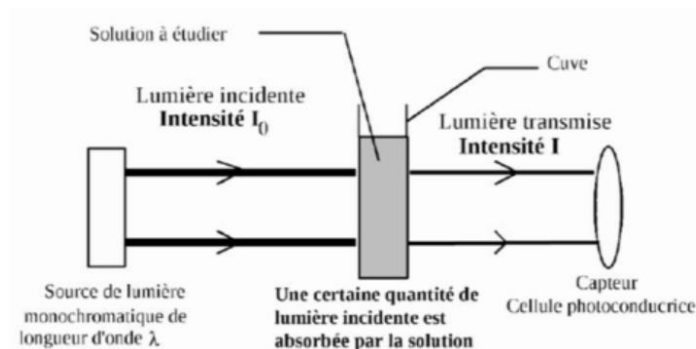 Solution à étudier
Cuve
Lumière incidente
Intensité I0
Lumière transmise
Intensité I
Source de lumière
monochromatique de
longueur d'onde λ
Une certaine quantité de
lumière incidente est
absorbée par la solution
Capteur
Cellule photoconducrice